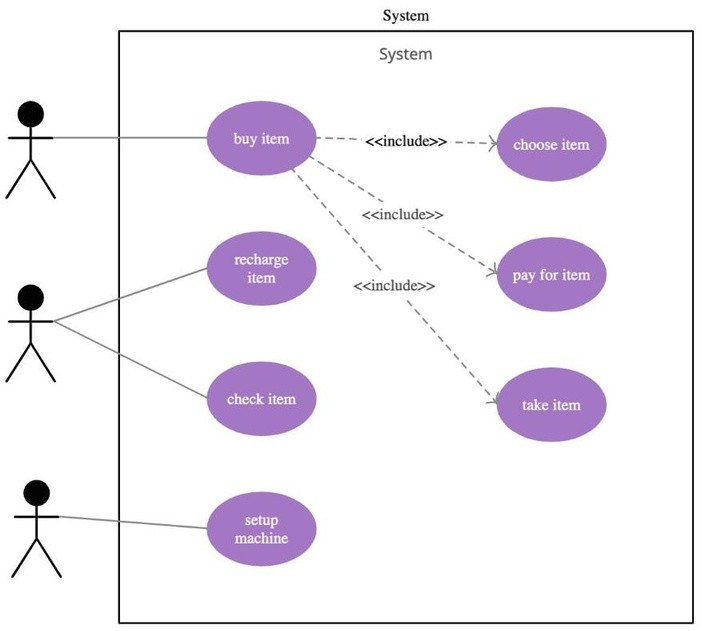 System
System
buy item
<<include>>
choose item
<<include>>
recharge
item
pay for item
<<include>>
check item
take item
setup
machine